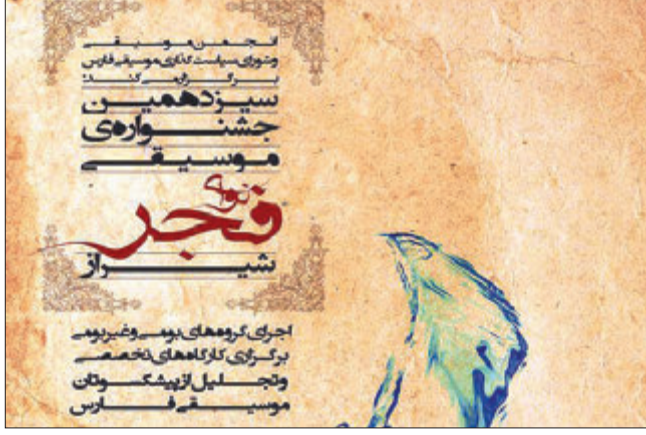 انجمن موسیقی
و شورای سیاست گذاری موسیقی فارس
برگزار می کند:
سیزدهمین
جشنواره‌ی
موسیقی
نوای
فجر
شیراز
اجرای گروه های بومی و غیر بومی
برگزاری کارگاه های تخصصی
و تجلیل از پیشکسوتان
موسیقی فارس